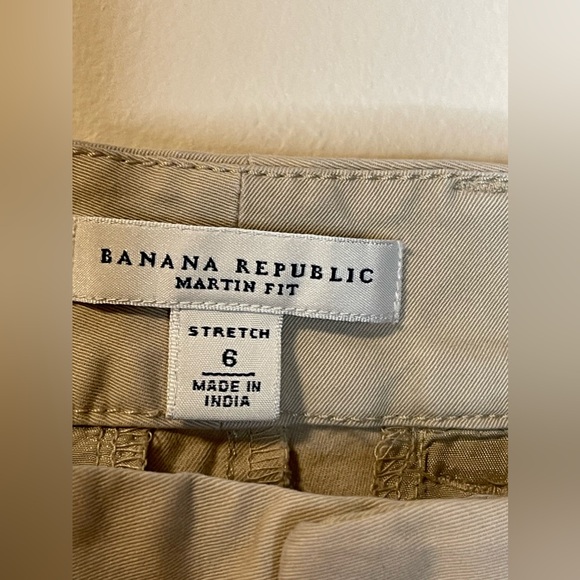 BANANA REPUBLIC
MARTIN FIT
STRETCH
6
MADE IN
INDIA